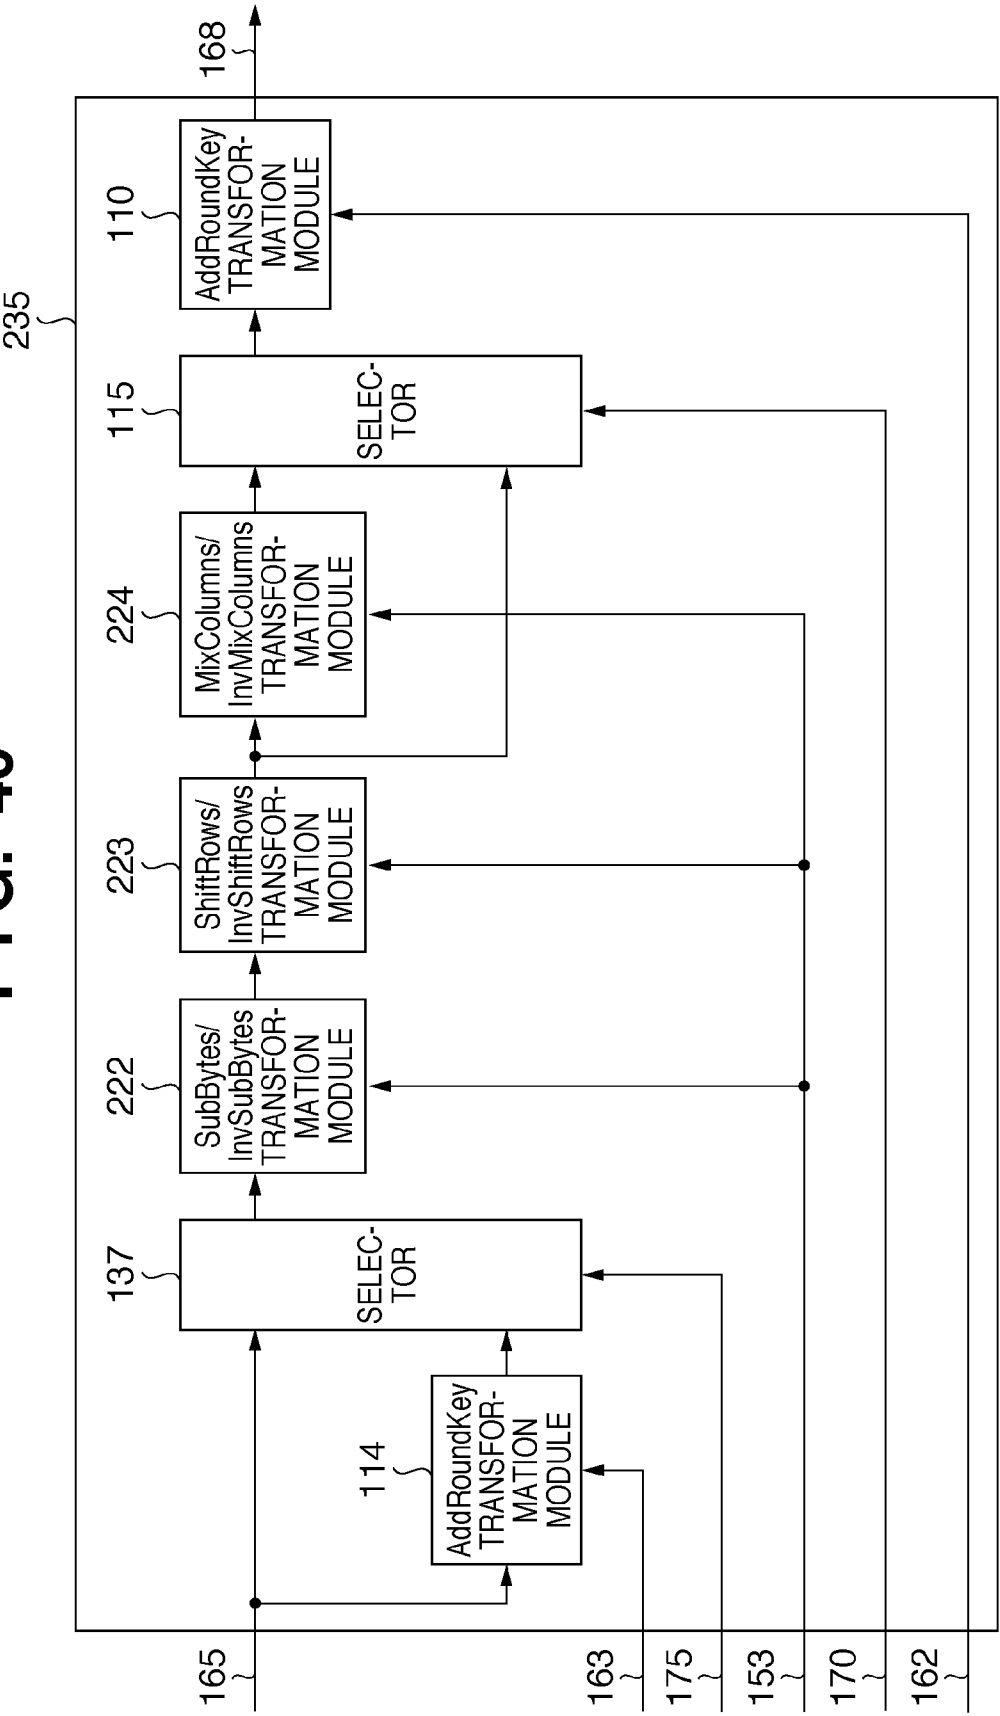 235
165
163
175
153
170
162
114
AddRoundKey
TRANSFOR-
MATION
MODULE
137
SELEC-
TOR
222
SubBytes/
InvSubBytes
TRANSFOR-
MATION
MODULE
223
ShiftRows/
InvShiftRows
TRANSFOR-
MATION
MODULE
224
MixColumns/
InvMixColumns
TRANSFOR-
MATION
MODULE
115
SELEC-
TOR
110
AddRoundKey
TRANSFOR-
MATION
MODULE
168